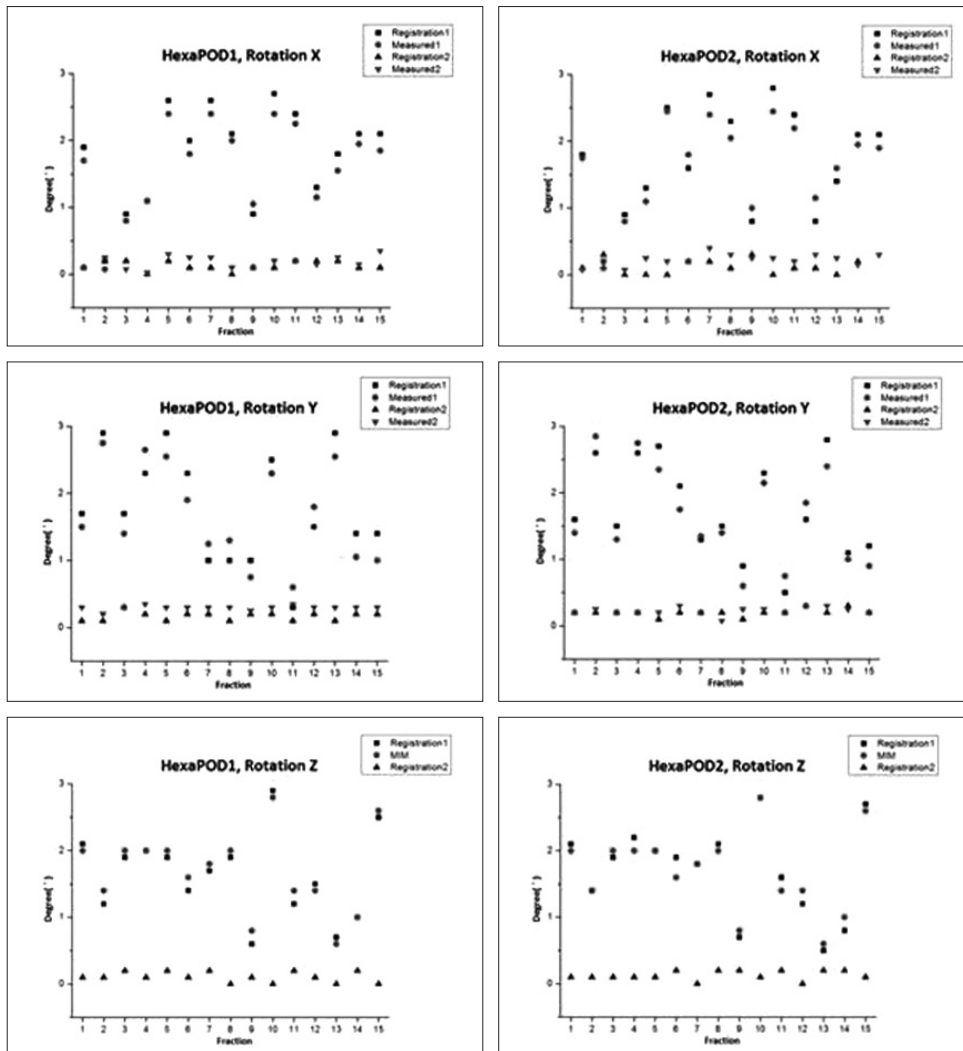 HexaPOD1, Rotation X
Registration1
Measured1
Registration2
Measured2
Degree(°)
3
2
1
0
1 2 3 4 5 6 7 8 9 10 11 12 13 14 15
Fraction
HexaPOD2, Rotation X
Registration1
Measured1
Registration2
Measured2
Degree(°)
3
2
1
0
1 2 3 4 5 6 7 8 9 10 11 12 13 14 15
Fraction
HexaPOD1, Rotation Y
Registration1
Measured1
Registration2
Measured2
Degree(°)
3
2
1
0
1 2 3 4 5 6 7 8 9 10 11 12 13 14 15
Fraction
HexaPOD2, Rotation Y
Registration1
Measured1
Registration2
Measured2
Degree(°)
3
2
1
0
1 2 3 4 5 6 7 8 9 10 11 12 13 14 15
Fraction
HexaPOD1, Rotation Z
Registration1
MIM
Registration2
Degree(°)
3
2
1
0
1 2 3 4 5 6 7 8 9 10 11 12 13 14 15
Fraction
HexaPOD2, Rotation Z
Registration1
MIM
Registration2
Degree(°)
3
2
1
0
1 2 3 4 5 6 7 8 9 10 11 12 13 14 15
Fraction